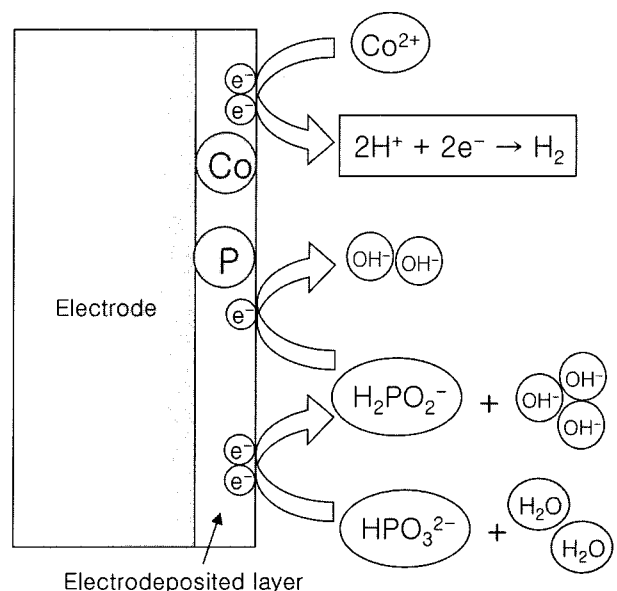 Co²⁺
e⁻
e⁻
2H⁺ + 2e⁻ → H₂
Co
P
OH⁻ OH⁻
Electrode
e⁻
H₂PO₂⁻ + OH⁻ OH⁻ OH⁻
e⁻
e⁻
HPO₃²⁻ + H₂O H₂O
Electrodeposited layer